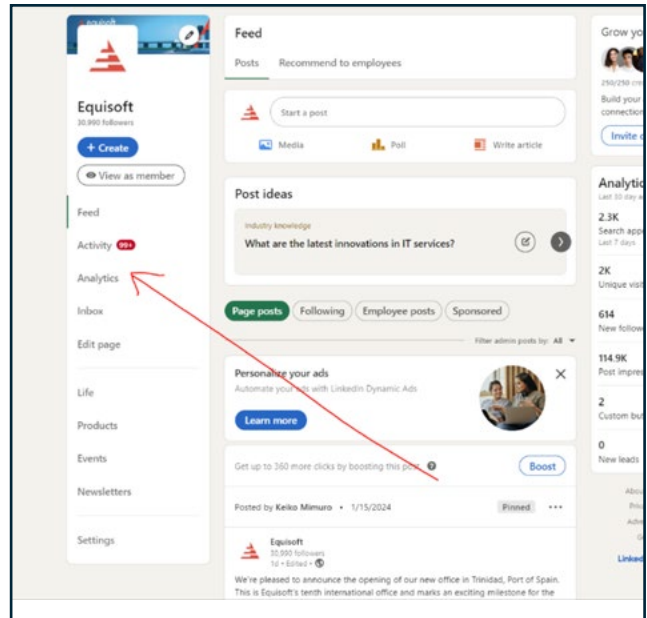 equisoft
Equisoft
30,990 followers
+ Create
View as member
Feed
Activity 99+
Analytics
Inbox
Edit page
Life
Products
Events
Newsletters
Settings
Feed
Posts Recommend to employees
Start a post
Media Poll Write article
Post ideas
Industry knowledge
What are the latest innovations in IT services?
Page posts Following Employee posts Sponsored
Filter admin posts by: All
Personalize your ads
Automate your ads with LinkedIn Dynamic Ads
Learn more
Get up to 360 more clicks by boosting this post
Boost
Posted by Keiko Mimuro • 1/15/2024 Pinned
Equisoft
30,990 followers
1d • Edited •
We're pleased to announce the opening of our new office in Trinidad, Port of Spain.
This is Equisoft's tenth international office and marks an exciting milestone for the
Grow yo
250/250 cre
Build your
connection
Invite c
Analytic
Last 30 day a
2.3K
Search appe
Last 7 days
2K
Unique visit
614
New follow
114.9K
Post impres
2
Custom but
0
New leads
Abou
Priv
Adve
G
Linked